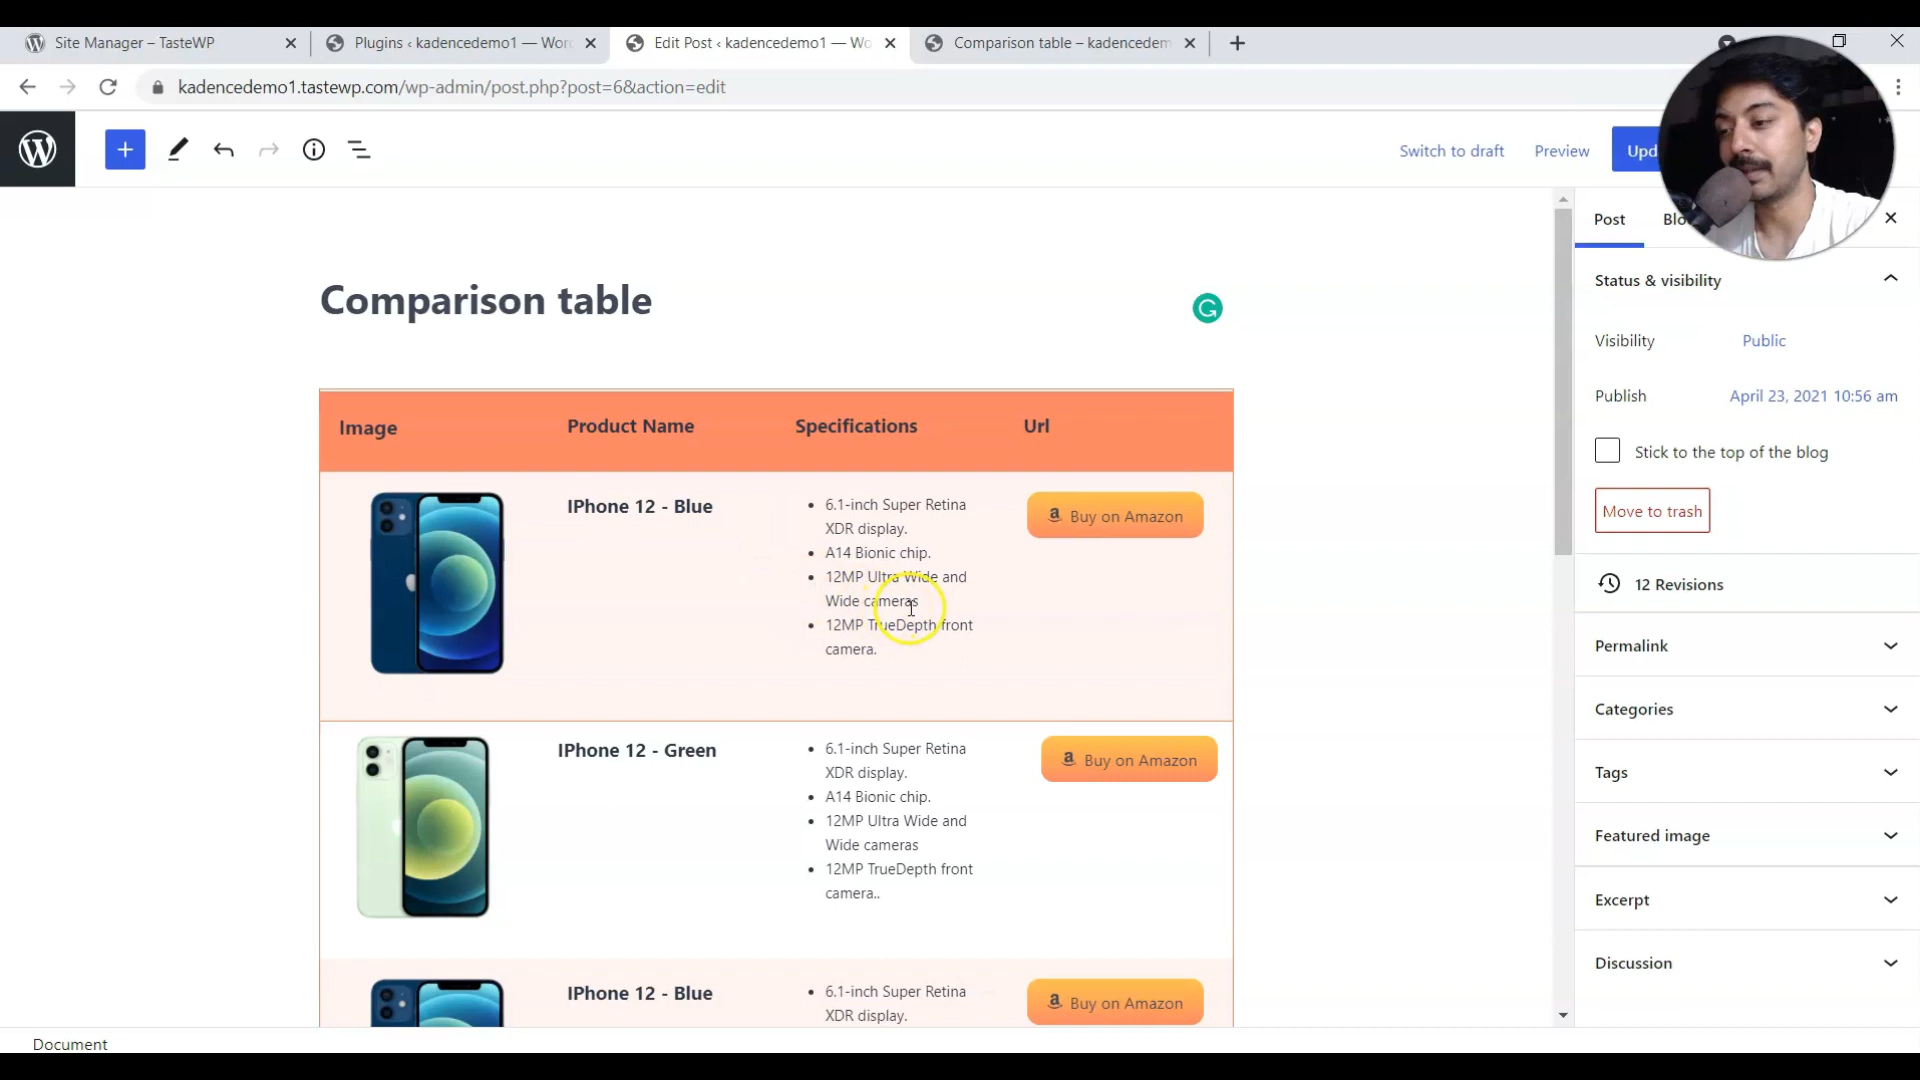 Site Manager – TasteWP
Plugins ‹ kadencedemo1 — Word
Edit Post ‹ kadencedemo1 — Wo
Comparison table – kadencedem
kadencedemo1.tastewp.com/wp-admin/post.php?post=6&action=edit
Switch to draft
Preview
Upd
Post
Blo
Status & visibility
Comparison table
Visibility
Public
Publish
April 23, 2021 10:56 am
Image
Product Name
Specifications
Url
Stick to the top of the blog
IPhone 12 - Blue
6.1-inch Super Retina
XDR display.
A14 Bionic chip.
12MP Ultra Wide and
Wide cameras
12MP TrueDepth front
camera.
Buy on Amazon
Move to trash
12 Revisions
Permalink
Categories
IPhone 12 - Green
6.1-inch Super Retina
XDR display.
A14 Bionic chip.
12MP Ultra Wide and
Wide cameras
12MP TrueDepth front
camera..
Buy on Amazon
Tags
Featured image
Excerpt
Discussion
IPhone 12 - Blue
6.1-inch Super Retina
XDR display.
Buy on Amazon
Document